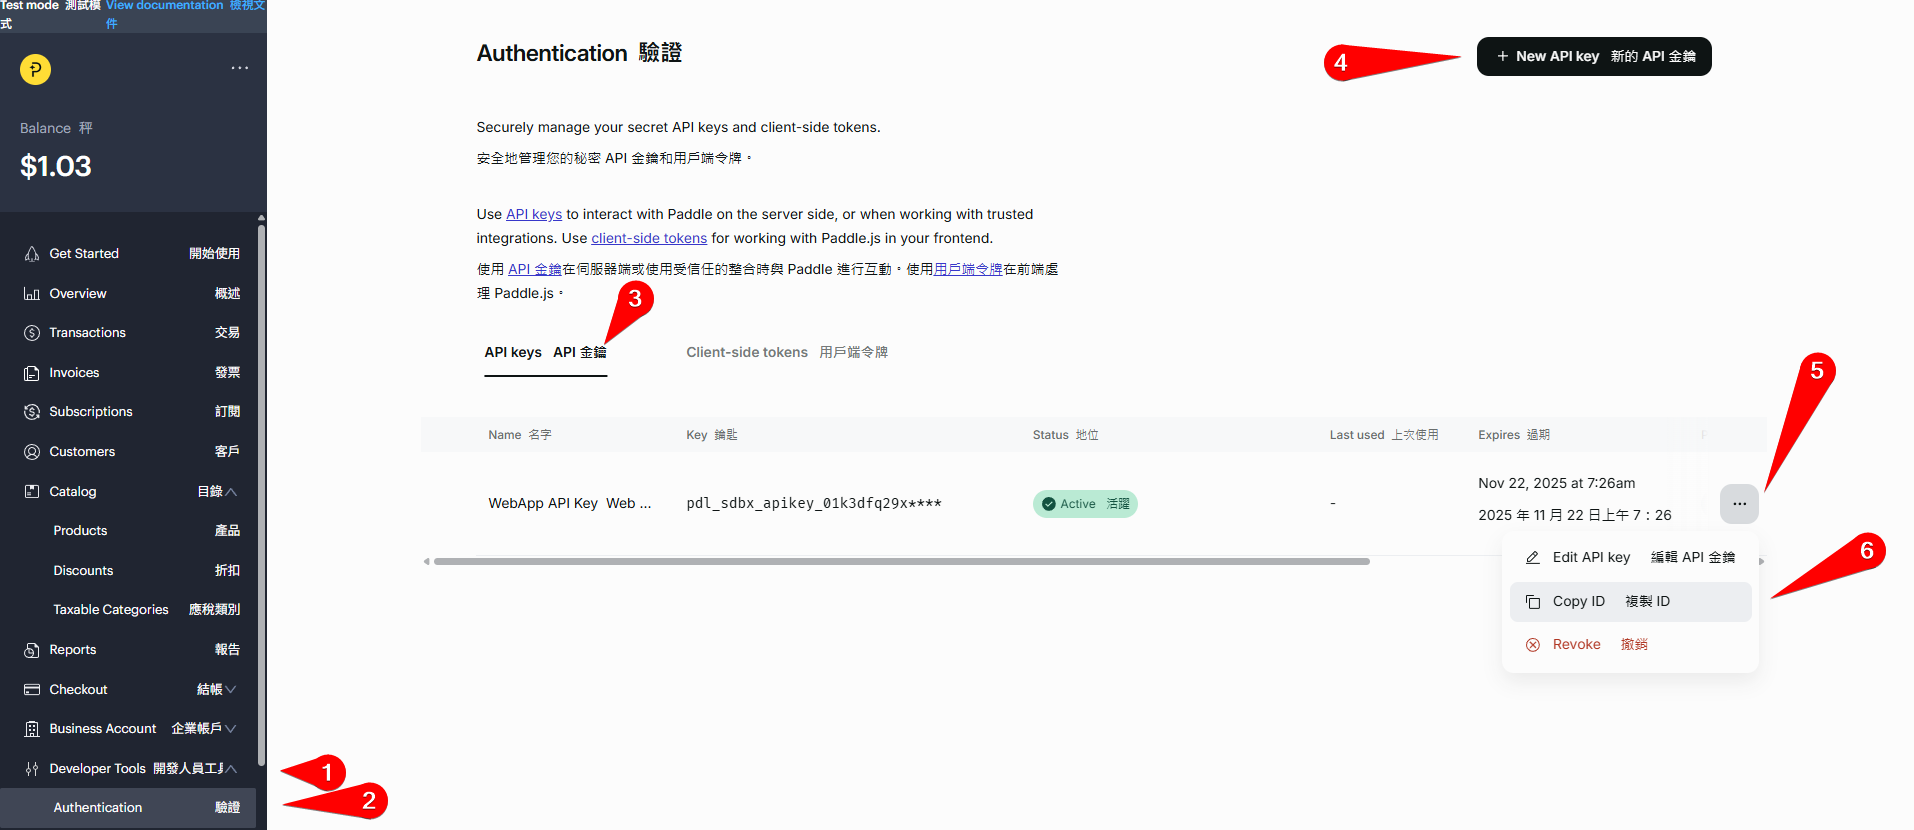 Test mode 測試模式
View documentation 檢視文件
Balance 秤
$1.03
Get Started 開始使用
Overview 概述
Transactions 交易
Invoices 發票
Subscriptions 訂閱
Customers 客戶
Catalog 目錄
Products 產品
Discounts 折扣
Taxable Categories 應稅類別
Reports 報告
Checkout 結帳
Business Account 企業帳戶
Developer Tools 開發人員工
Authentication 驗證
1
2
Authentication 驗證
4
+ New API key 新的 API 金鑰
Securely manage your secret API keys and client-side tokens.
安全地管理您的秘密 API 金鑰和用戶端令牌。
Use API keys to interact with Paddle on the server side, or when working with trusted
integrations. Use client-side tokens for working with Paddle.js in your frontend.
使用 API 金鑰在伺服器端或使用受信任的整合時與 Paddle 進行互動。使用用戶端令牌在前端處
理 Paddle.js。
3
API keys API 金鑰
Client-side tokens 用戶端令牌
5
Name 名字 Key 鑰匙 Status 地位 Last used 上次使用 Expires 過期
WebApp API Key Web ... pdl_sdbx_apikey_01k3dfq29x**** Active 活躍 - Nov 22, 2025 at 7:26am
2025 年 11 月 22 日上午 7：26
6
Edit API key 編輯 API 金鑰
Copy ID 複製 ID
Revoke 撤銷